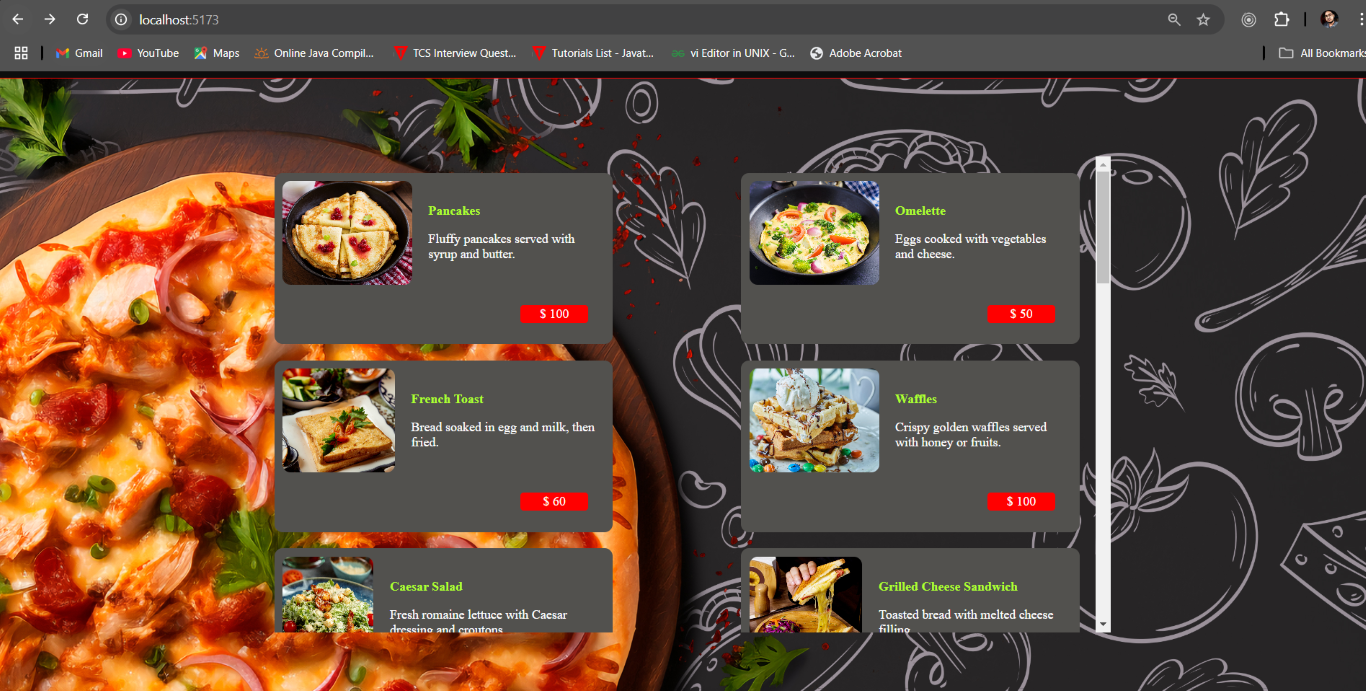 localhost:5173
Gmail
YouTube
Maps
Online Java Compil...
TCS Interview Quest...
Tutorials List - Javat...
vi Editor in UNIX - G...
Adobe Acrobat
All Bookmarks
Pancakes
Fluffy pancakes served with
syrup and butter.
$ 100
Omelette
Eggs cooked with vegetables
and cheese.
$ 50
French Toast
Bread soaked in egg and milk, then
fried.
$ 60
Waffles
Crispy golden waffles served
with honey or fruits.
$ 100
Caesar Salad
Fresh romaine lettuce with Caesar
dressing and croutons
Grilled Cheese Sandwich
Toasted bread with melted cheese
filling